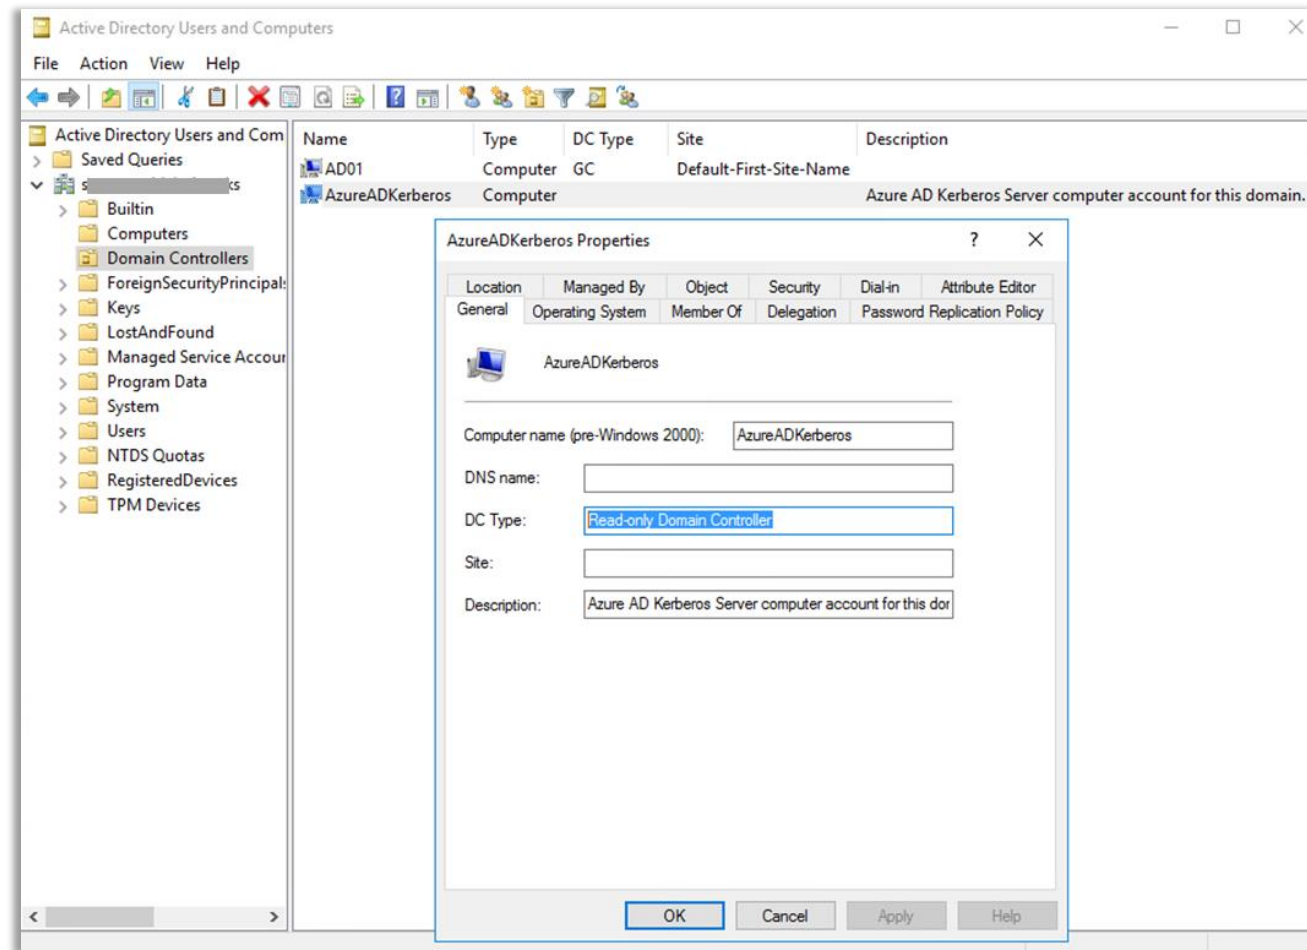 Active Directory Users and Computers
File Action View Help
Active Directory Users and Com
Saved Queries
s ks
Builtin
Computers
Domain Controllers
ForeignSecurityPrincipal:
Keys
LostAndFound
Managed Service Accour
Program Data
System
Users
NTDS Quotas
RegisteredDevices
TPM Devices
Name Type DC Type Site Description
AD01 Computer GC Default-First-Site-Name
AzureADKerberos Computer Azure AD Kerberos Server computer account for this domain.
AzureADKerberos Properties
Location Managed By Object Security Dial-in Attribute Editor
General Operating System Member Of Delegation Password Replication Policy
AzureADKerberos
Computer name (pre-Windows 2000): AzureADKerberos
DNS name:
DC Type: Read-only Domain Controller
Site:
Description: Azure AD Kerberos Server computer account for this dor
OK Cancel Apply Help